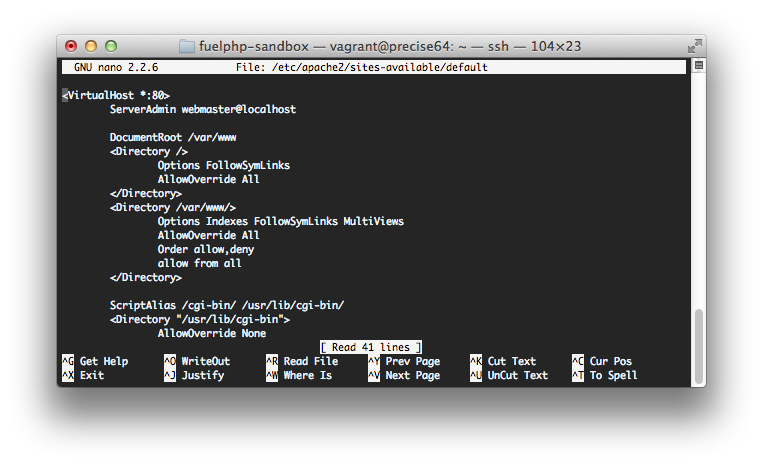 fuelphp-sandbox — vagrant@precise64: ~ — ssh — 104×23
GNU nano 2.2.6 File: /etc/apache2/sites-available/default
<VirtualHost *:80>
ServerAdmin webmaster@localhost
DocumentRoot /var/www
<Directory />
Options FollowSymLinks
AllowOverride All
</Directory>
<Directory /var/www/>
Options Indexes FollowSymLinks MultiViews
AllowOverride All
Order allow,deny
allow from all
</Directory>
ScriptAlias /cgi-bin/ /usr/lib/cgi-bin/
<Directory "/usr/lib/cgi-bin">
AllowOverride None
[ Read 41 lines ]
^G Get Help ^O WriteOut ^R Read File ^Y Prev Page ^K Cut Text ^C Cur Pos
^X Exit ^J Justify ^W Where Is ^V Next Page ^U UnCut Text ^T To Spell